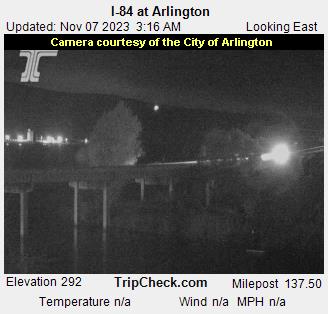 I-84 at Arlington
Updated: Nov 07 2023 3:16 AM Looking East
Camera courtesy of the City of Arlington
Elevation 292 TripCheck.com Milepost 137.50
Temperature n/a Wind n/a MPH n/a